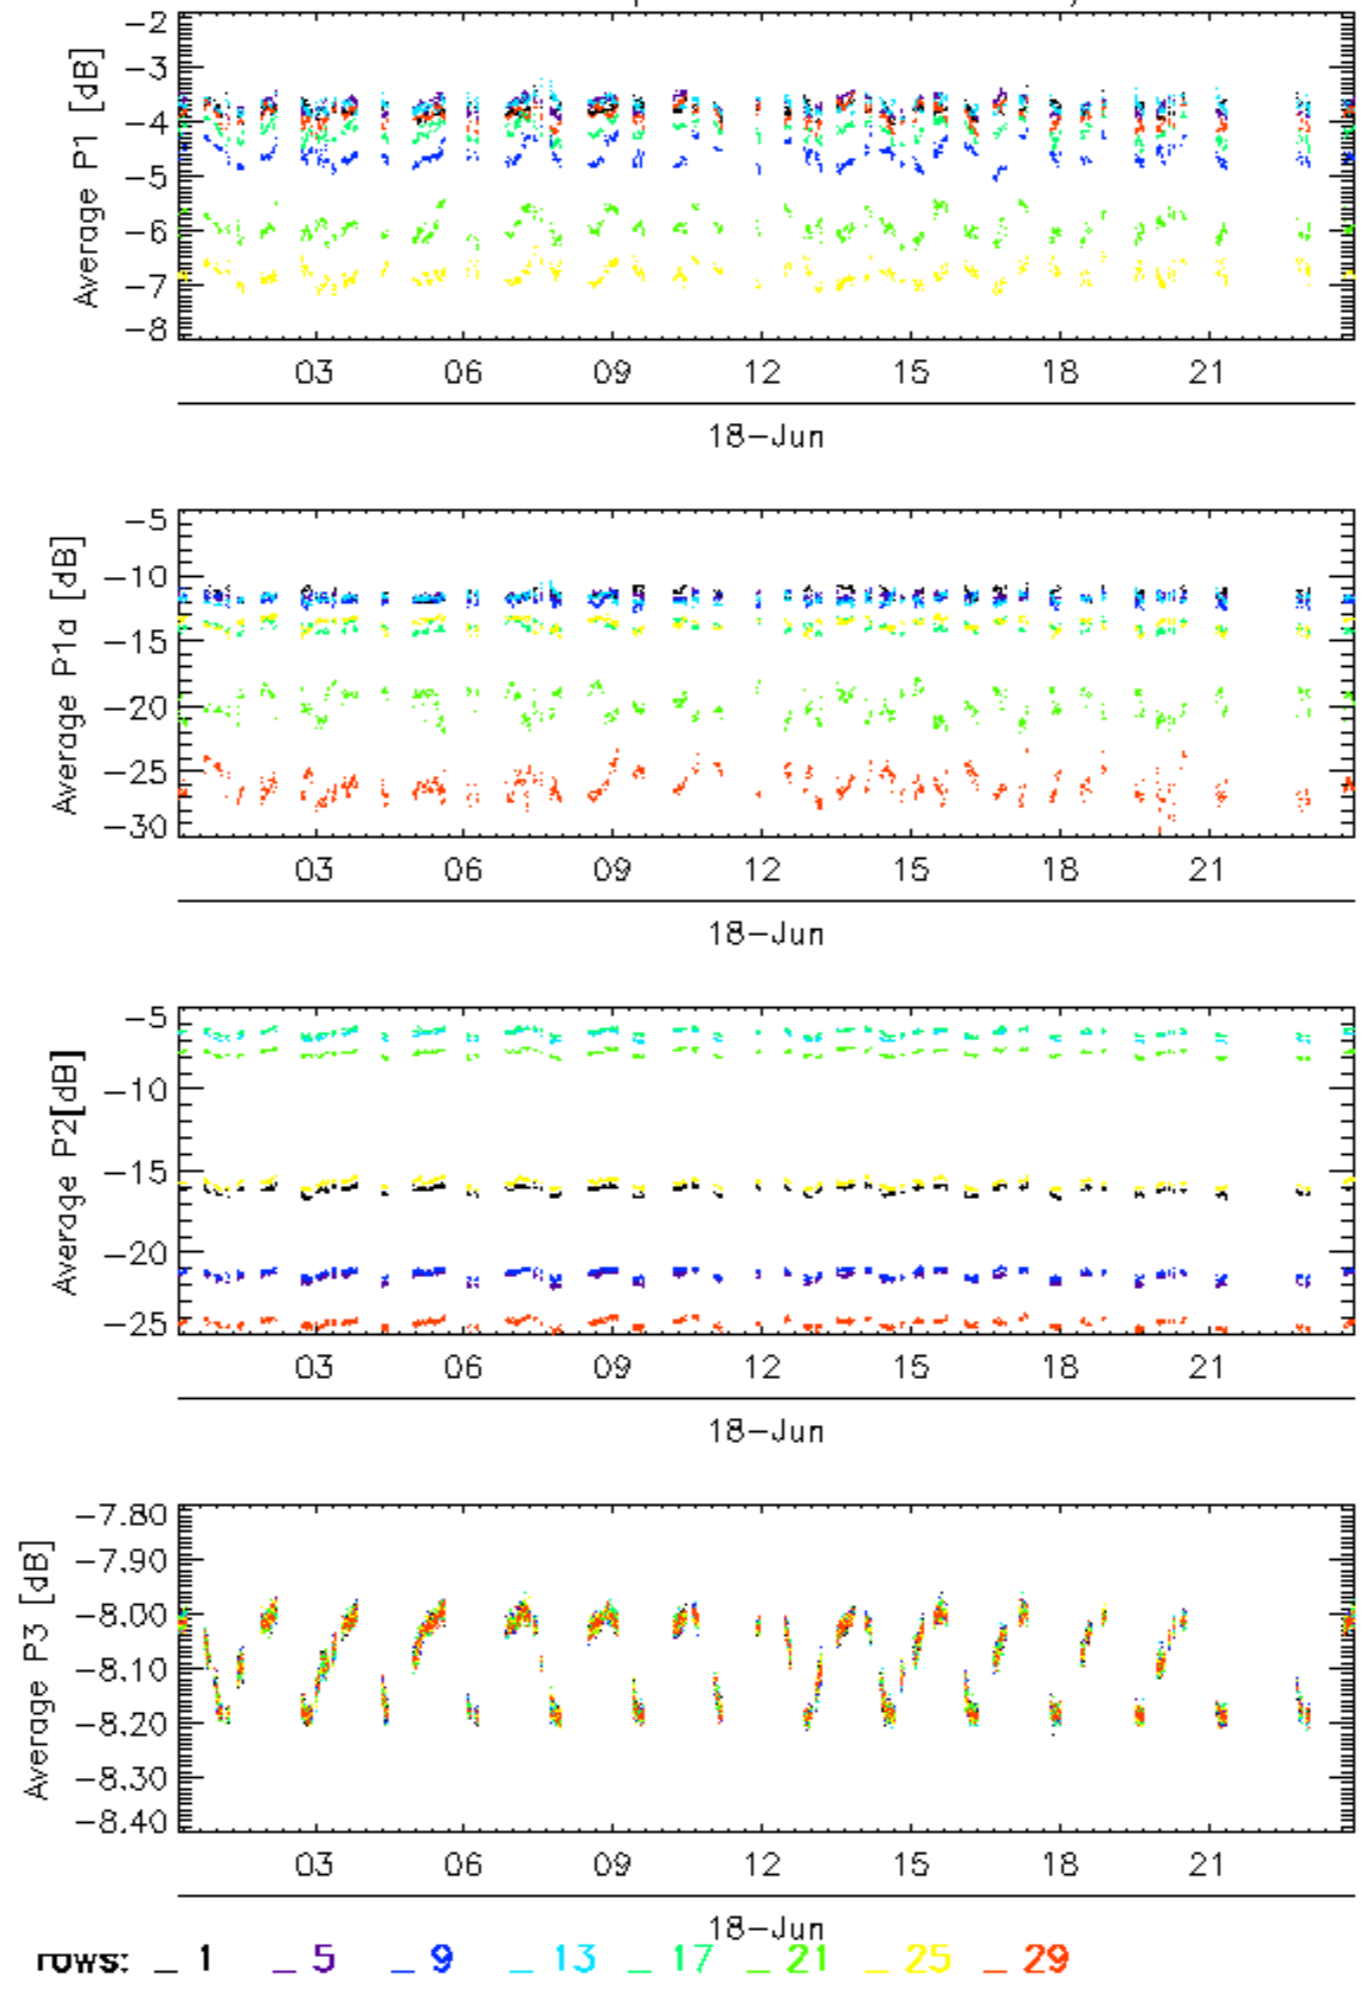 Average P1 [dB]
-2
-3
-4
-5
-6
-7
-8
03 06 09 12 15 18 21
18-Jun
Average P1a [dB]
-5
-10
-15
-20
-25
-30
03 06 09 12 15 18 21
18-Jun
Average P2[dB]
-5
-10
-15
-20
-25
03 06 09 12 15 18 21
18-Jun
Average P3 [dB]
-7.80
-7.90
-8.00
-8.10
-8.20
-8.30
-8.40
03 06 09 12 15 18 21
18-Jun
rows: _ 1 _ 5 _ 9 _ 13 _ 17 _ 21 _ 25 _ 29